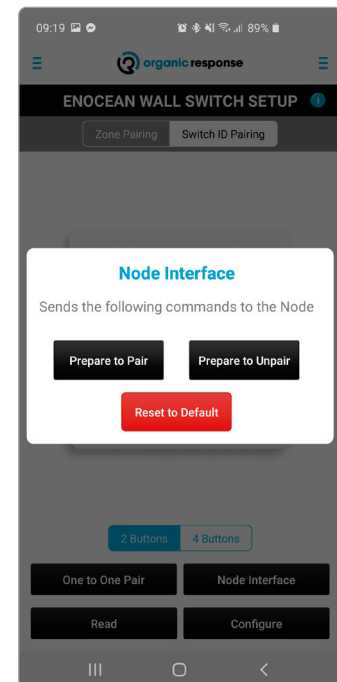 09:19 89%
organic response
ENOCEAN WALL SWITCH SETUP i
Zone Pairing Switch ID Pairing
Node Interface
Sends the following commands to the Node
Prepare to Pair Prepare to Unpair
Reset to Default
2 Buttons 4 Buttons
One to One Pair Node Interface
Read Configure